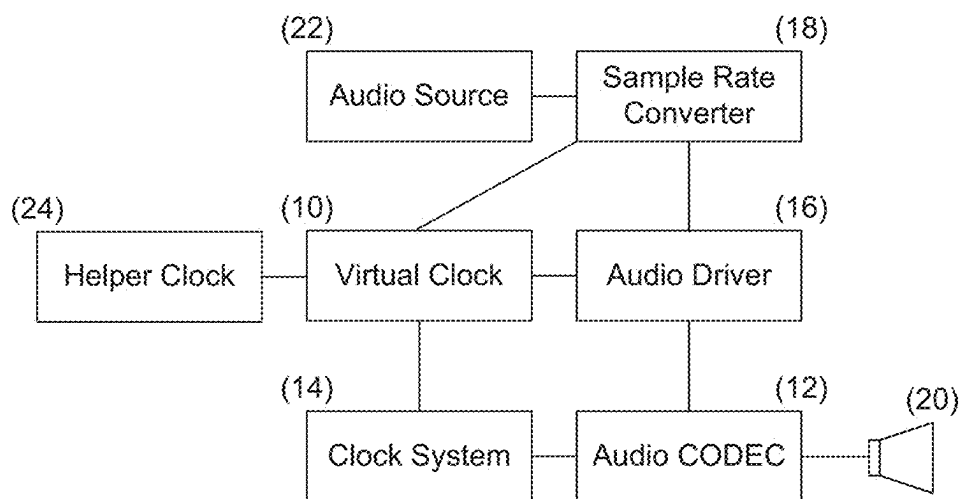 (22)
(18)
Audio Source
Sample Rate
Converter
(24)
(10)
(16)
Helper Clock
Virtual Clock
Audio Driver
(14)
(12)
(20)
Clock System
Audio CODEC